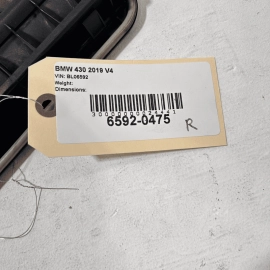 BMW 430 2019 V4
VIN: BL06592
Weight:
Dimensions:
6592-0475
R